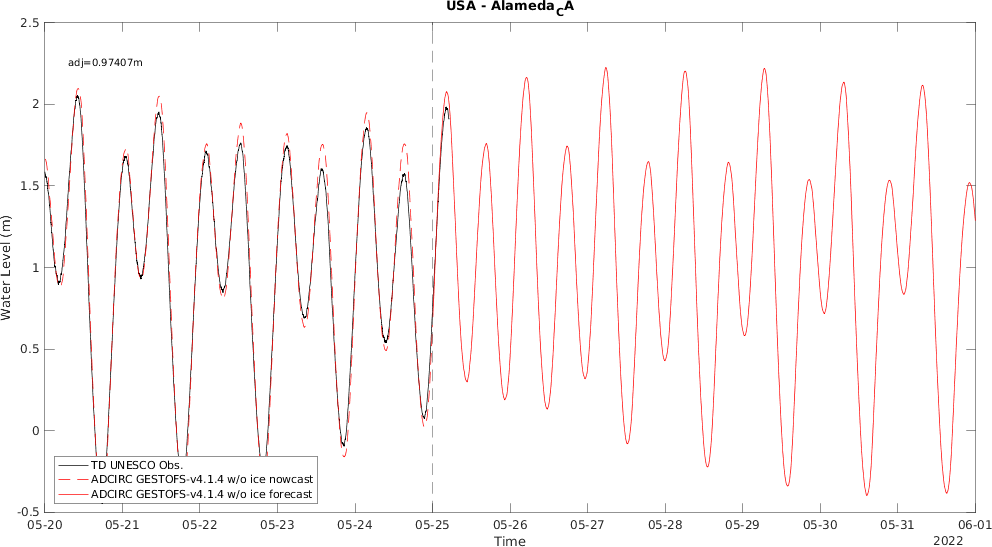 USA - Alameda_CA
adj=0.97407m
2.5
2
1.5
1
0.5
0
-0.5
Water Level (m)
TD UNESCO Obs.
ADCIRC GESTOFS-v4.1.4 w/o ice nowcast
ADCIRC GESTOFS-v4.1.4 w/o ice forecast
05-20 05-21 05-22 05-23 05-24 05-25 05-26 05-27 05-28 05-29 05-30 05-31 06-01
Time
2022